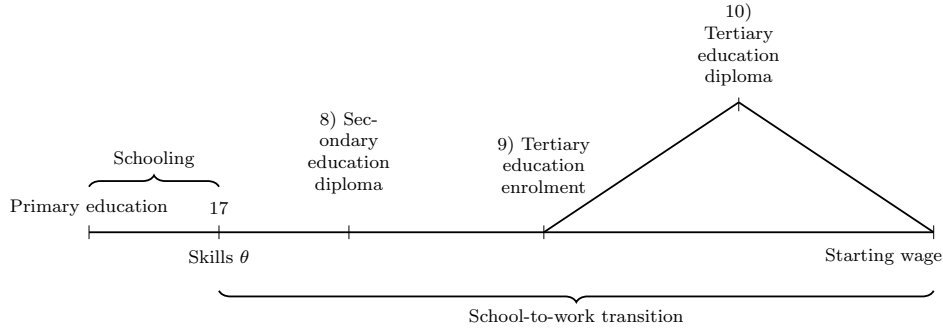 10)
Tertiary
education
diploma
8) Sec-
ondary
education
diploma
9) Tertiary
education
enrolment
Schooling
Primary education
17
Skills θ
Starting wage
School-to-work transition